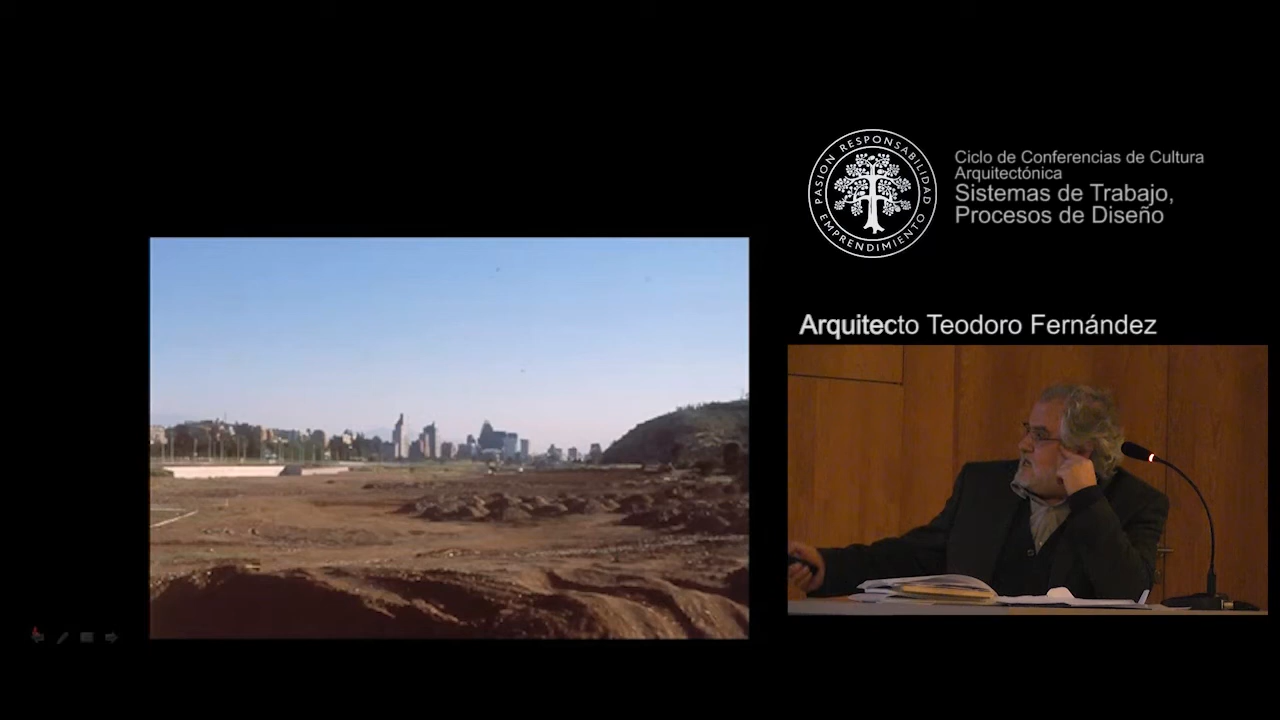 PASION RESPONSABILIDAD
EMPRENDIMIENTO
Ciclo de Conferencias de Cultura
Arquitectónica
Sistemas de Trabajo,
Procesos de Diseño
Arquitecto Teodoro Fernández